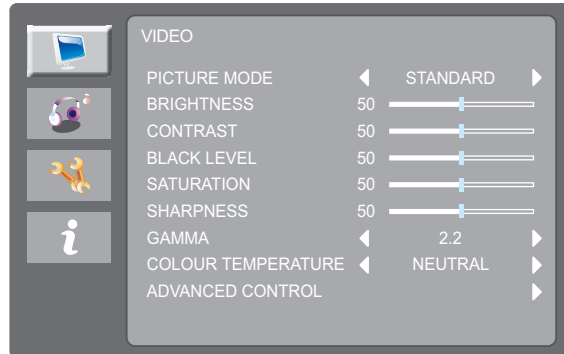 VIDEO
PICTURE MODE STANDARD
BRIGHTNESS 50
CONTRAST 50
BLACK LEVEL 50
SATURATION 50
SHARPNESS 50
GAMMA 2.2
COLOUR TEMPERATURE NEUTRAL
ADVANCED CONTROL